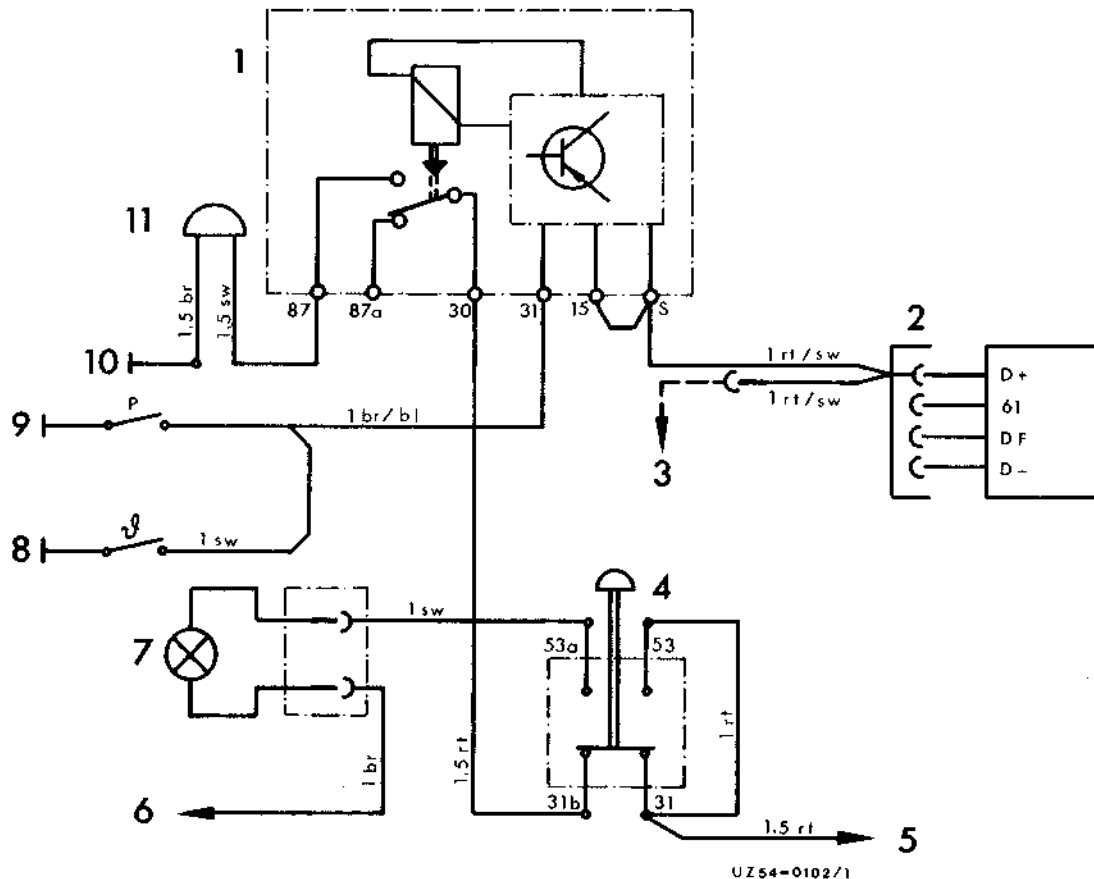 1
11
1.5 br
1.5 sw
87
87a
30
31
15
S
2
10
1 rt/sw
1 rt/sw
D+
61
DF
D-
9
P
1 br/bl
3
8
ϑ
1 sw
4
1 sw
7
53a
53
1 rt
1.5 rt
1 br
31b
31
6
1.5 rt
5
UZ54-0102/1